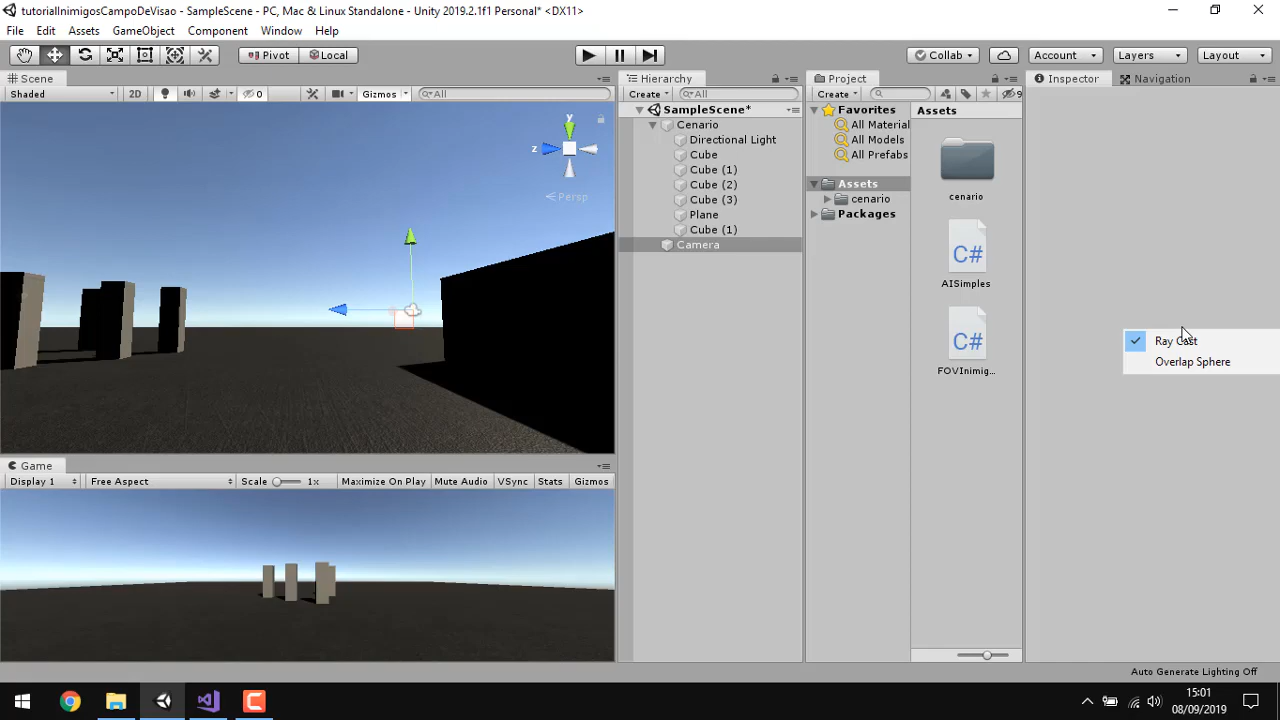 tutorialInimigosCampoDeVisao - SampleScene - PC, Mac & Linux Standalone - Unity 2019.2.1f1 Personal* <DX11>
File Edit Assets GameObject Component Window Help
Pivot Local Collab Account Layers Layout
Scene Hierarchy Project Inspector Navigation
Shaded 2D 0 Gizmos All Create All Create 9
SampleScene*
Cenario
Directional Light
Cube
Cube (1)
Cube (2)
Cube (3)
Plane
Cube (1)
Camera
Favorites
All Material
All Models
All Prefabs
Assets
cenario
Packages
Assets
cenario
C#
AISimples
C#
FOVInimig...
y
z
Persp
Ray Cast
Overlap Sphere
Game
Display 1 Free Aspect Scale 1x Maximize On Play Mute Audio VSync Stats Gizmos
Auto Generate Lighting Off
15:01
08/09/2019